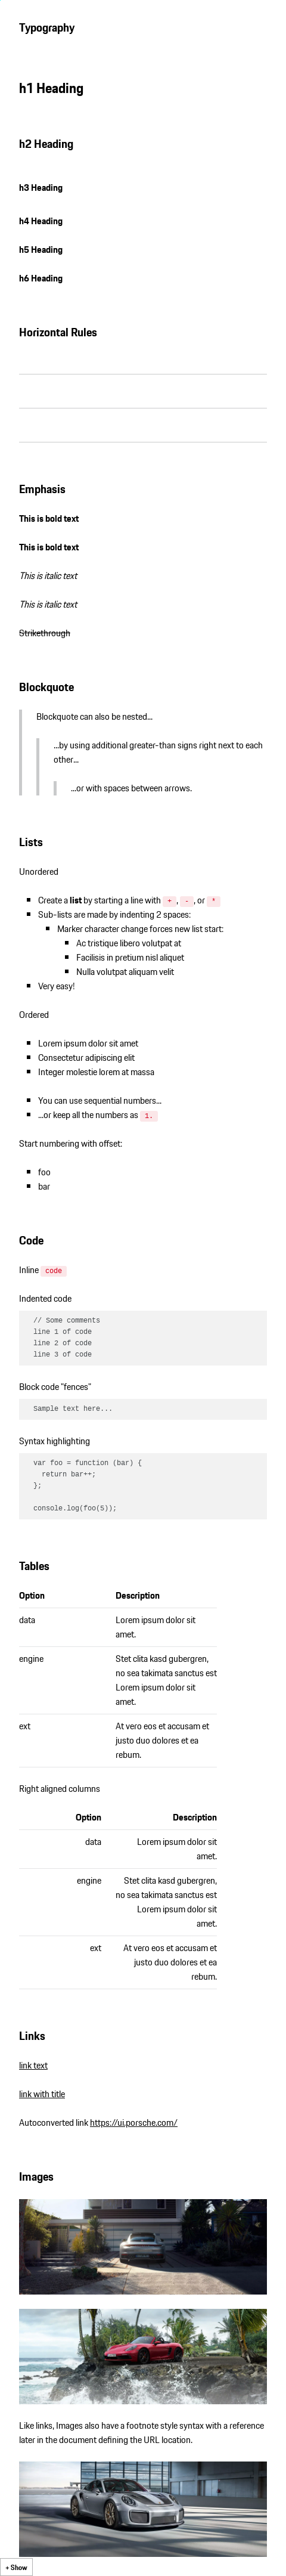 Typography
h1 Heading
h2 Heading
h3 Heading
h4 Heading
h5 Heading
h6 Heading
Horizontal Rules
Emphasis
This is bold text
This is bold text
This is italic text
This is italic text
Strikethrough
Blockquote
Blockquote can also be nested...
...by using additional greater-than signs right next to each
other...
...or with spaces between arrows.
Lists
Unordered
Create a list by starting a line with + , - , or *
Sub-lists are made by indenting 2 spaces:
Marker character change forces new list start:
Ac tristique libero volutpat at
Facilisis in pretium nisl aliquet
Nulla volutpat aliquam velit
Very easy!
Ordered
Lorem ipsum dolor sit amet
Consectetur adipiscing elit
Integer molestie lorem at massa
You can use sequential numbers...
...or keep all the numbers as 1.
Start numbering with offset:
foo
bar
Code
Inline code
Indented code
// Some comments
line 1 of code
line 2 of code
line 3 of code
Block code "fences"
Sample text here...
Syntax highlighting
var foo = function (bar) {
  return bar++;
};
console.log(foo(5));
Tables
Option Description
data Lorem ipsum dolor sit
amet.
engine Stet clita kasd gubergren,
no sea takimata sanctus est
Lorem ipsum dolor sit
amet.
ext At vero eos et accusam et
justo duo dolores et ea
rebum.
Right aligned columns
Option Description
data Lorem ipsum dolor sit
amet.
engine Stet clita kasd gubergren,
no sea takimata sanctus est
Lorem ipsum dolor sit
amet.
ext At vero eos et accusam et
justo duo dolores et ea
rebum.
Links
link text
link with title
Autoconverted link https://ui.porsche.com/
Images
Like links, Images also have a footnote style syntax with a reference
later in the document defining the URL location.
+ Show